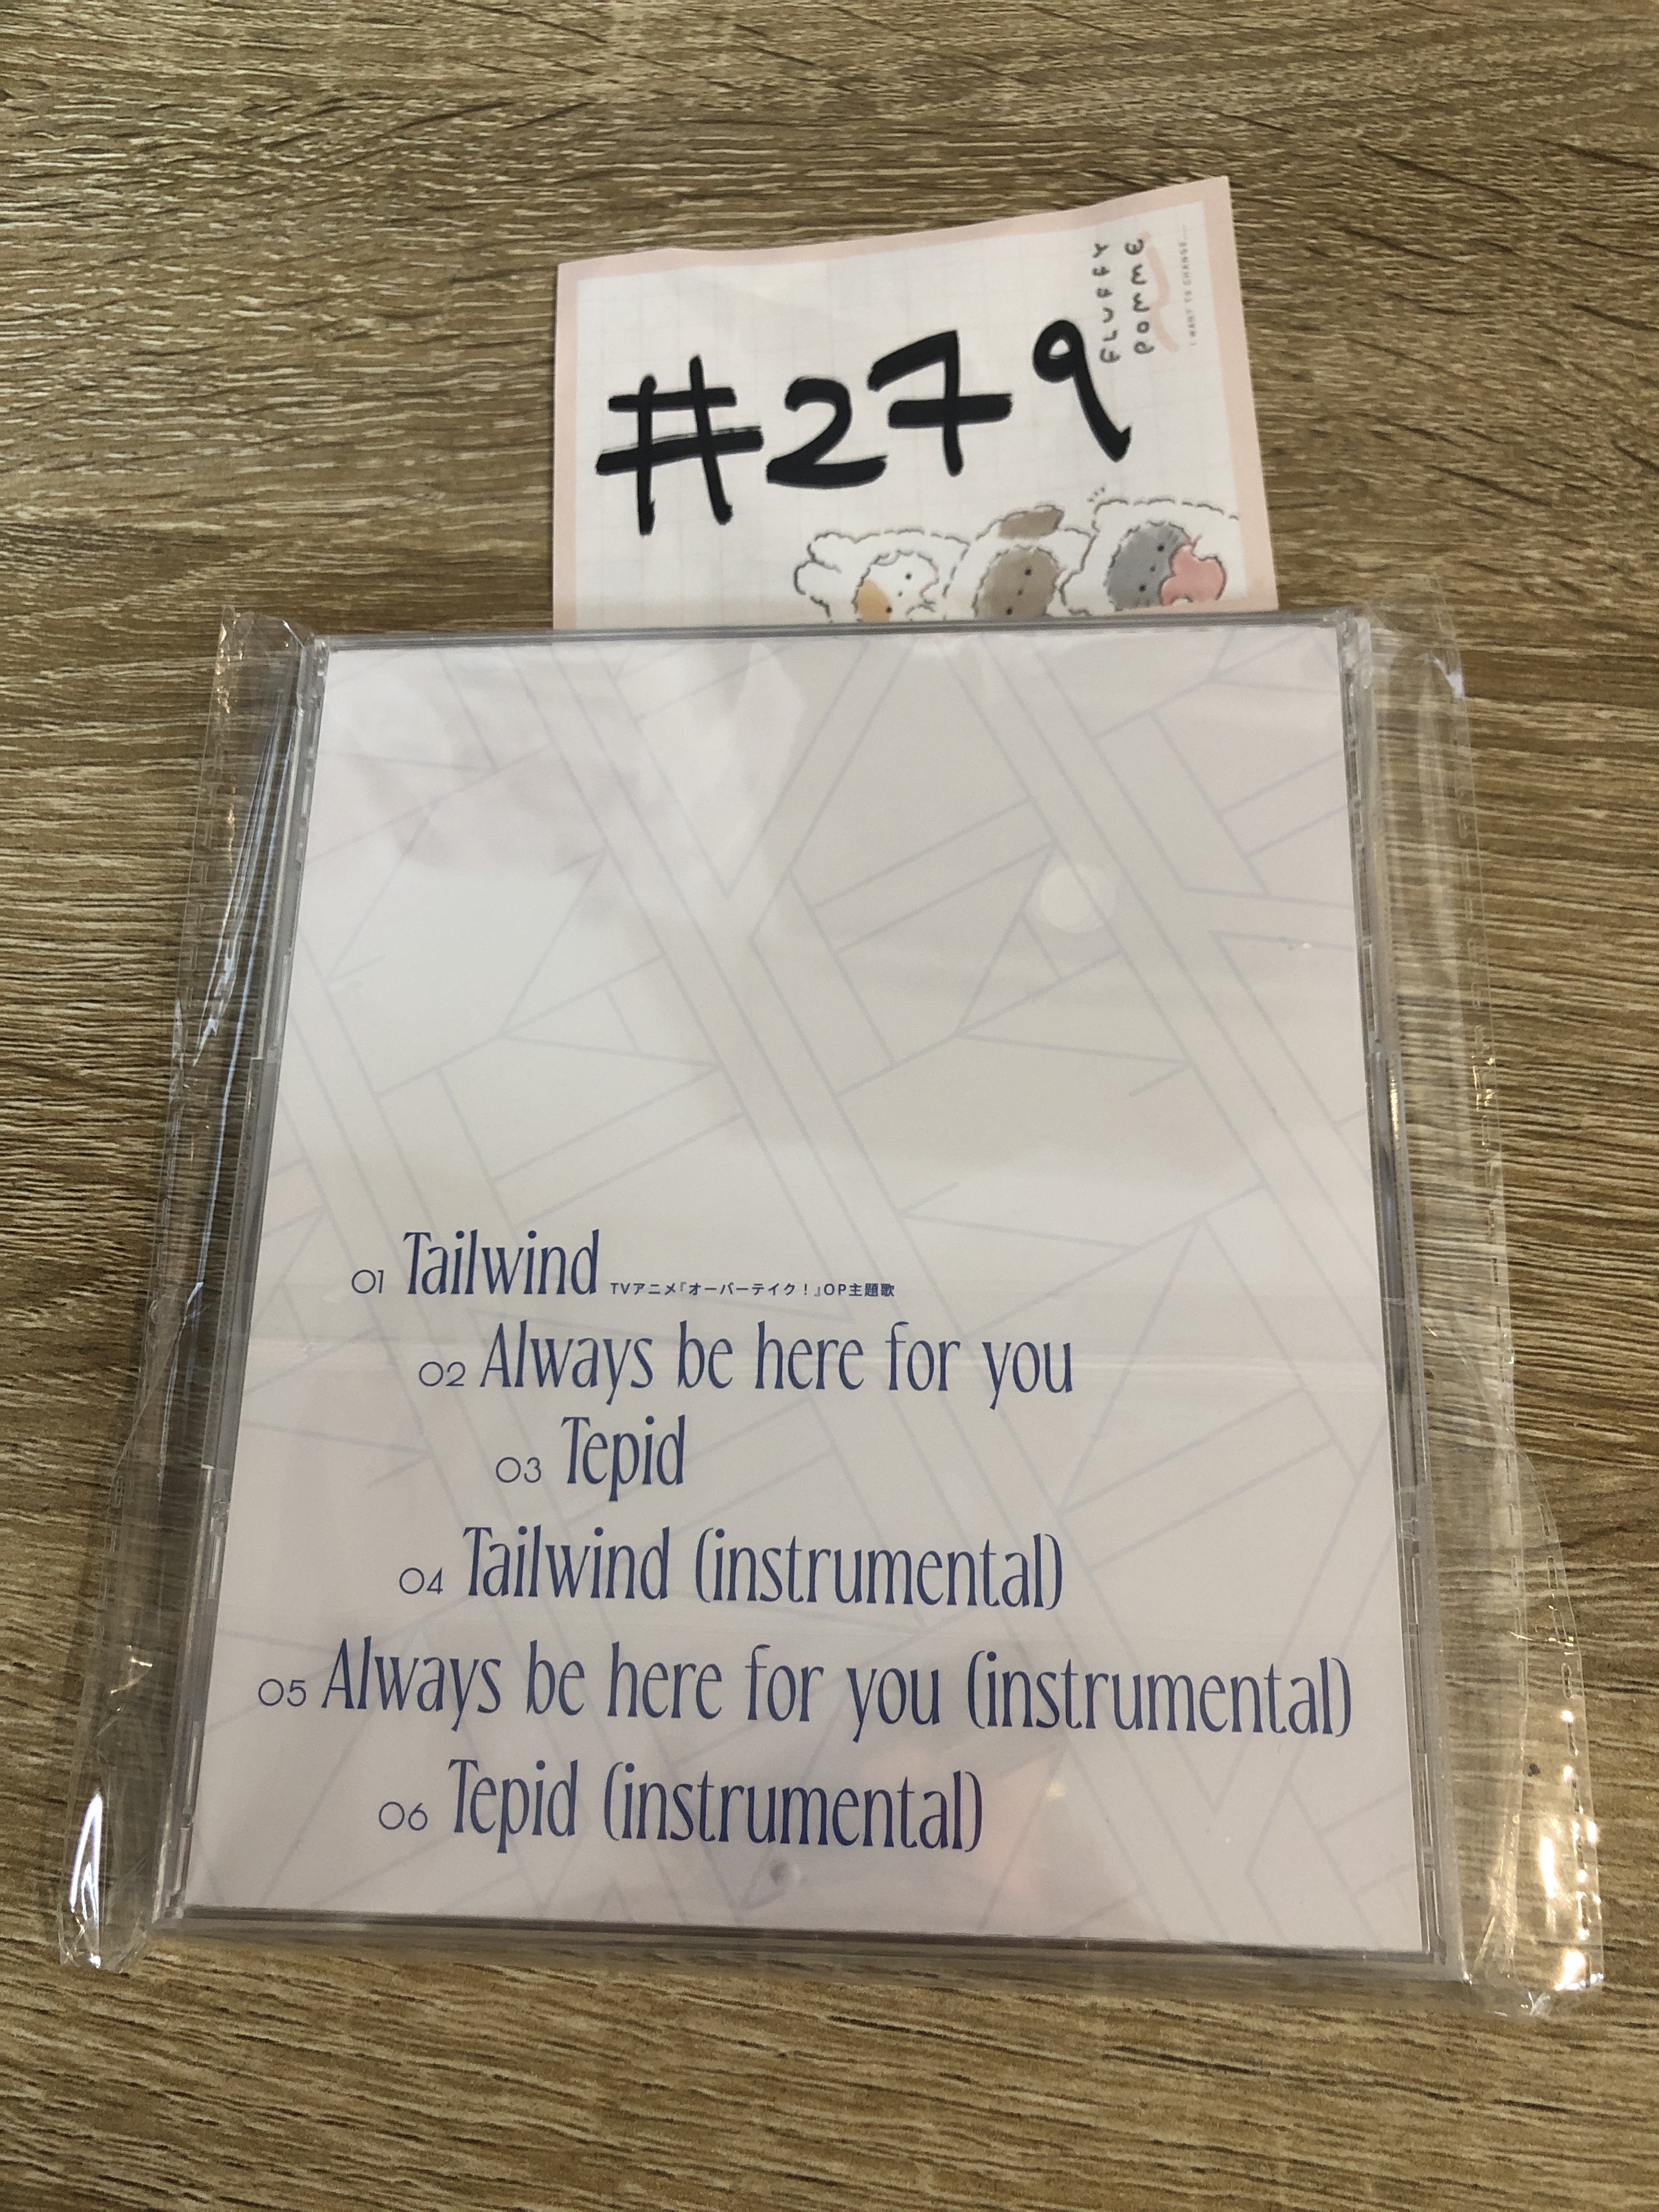 #279
I WANT TO CHANGE....
01 Tailwind TVアニメ『オーバーテイク！』OP主題歌
02 Always be here for you
03 Tepid
04 Tailwind (instrumental)
05 Always be here for you (instrumental)
06 Tepid (instrumental)